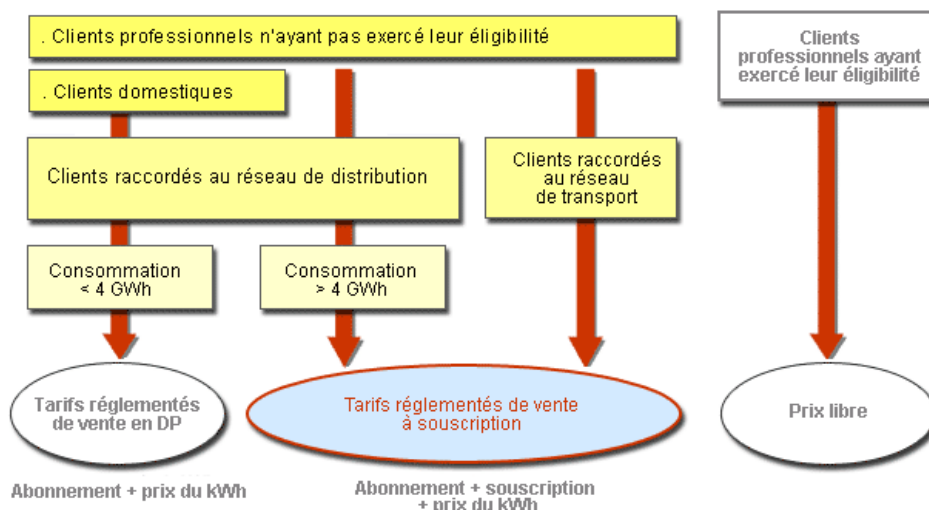 . Clients professionnels n'ayant pas exercé leur éligibilité
Clients
professionnels ayant
exercé leur éligibilité
. Clients domestiques
Clients raccordés au réseau de distribution
Clients raccordés
au réseau
de transport
Consommation
< 4 GWh
Consommation
> 4 GWh
Tarifs réglementés
de vente en DP
Tarifs réglementés de vente
à souscription
Prix libre
Abonnement + prix du kWh
Abonnement + souscription
+ prix du kWh